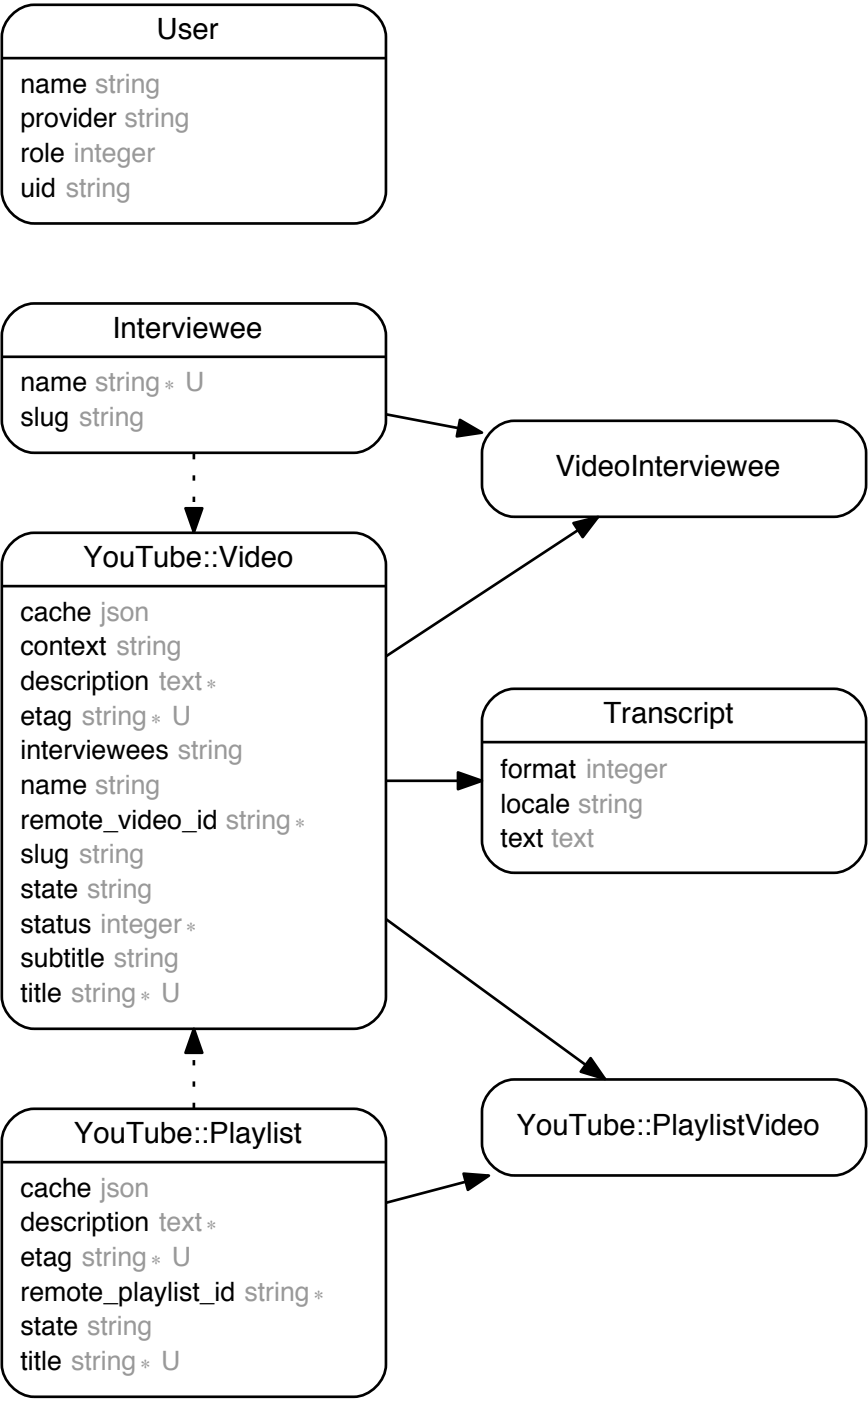 User
name string
provider string
role integer
uid string
Interviewee
name string* U
slug string
VideoInterviewee
YouTube::Video
cache json
context string
description text*
etag string* U
interviewees string
name string
remote_video_id string*
slug string
state string
status integer*
subtitle string
title string* U
Transcript
format integer
locale string
text text
YouTube::PlaylistVideo
YouTube::Playlist
cache json
description text*
etag string* U
remote_playlist_id string*
state string
title string* U